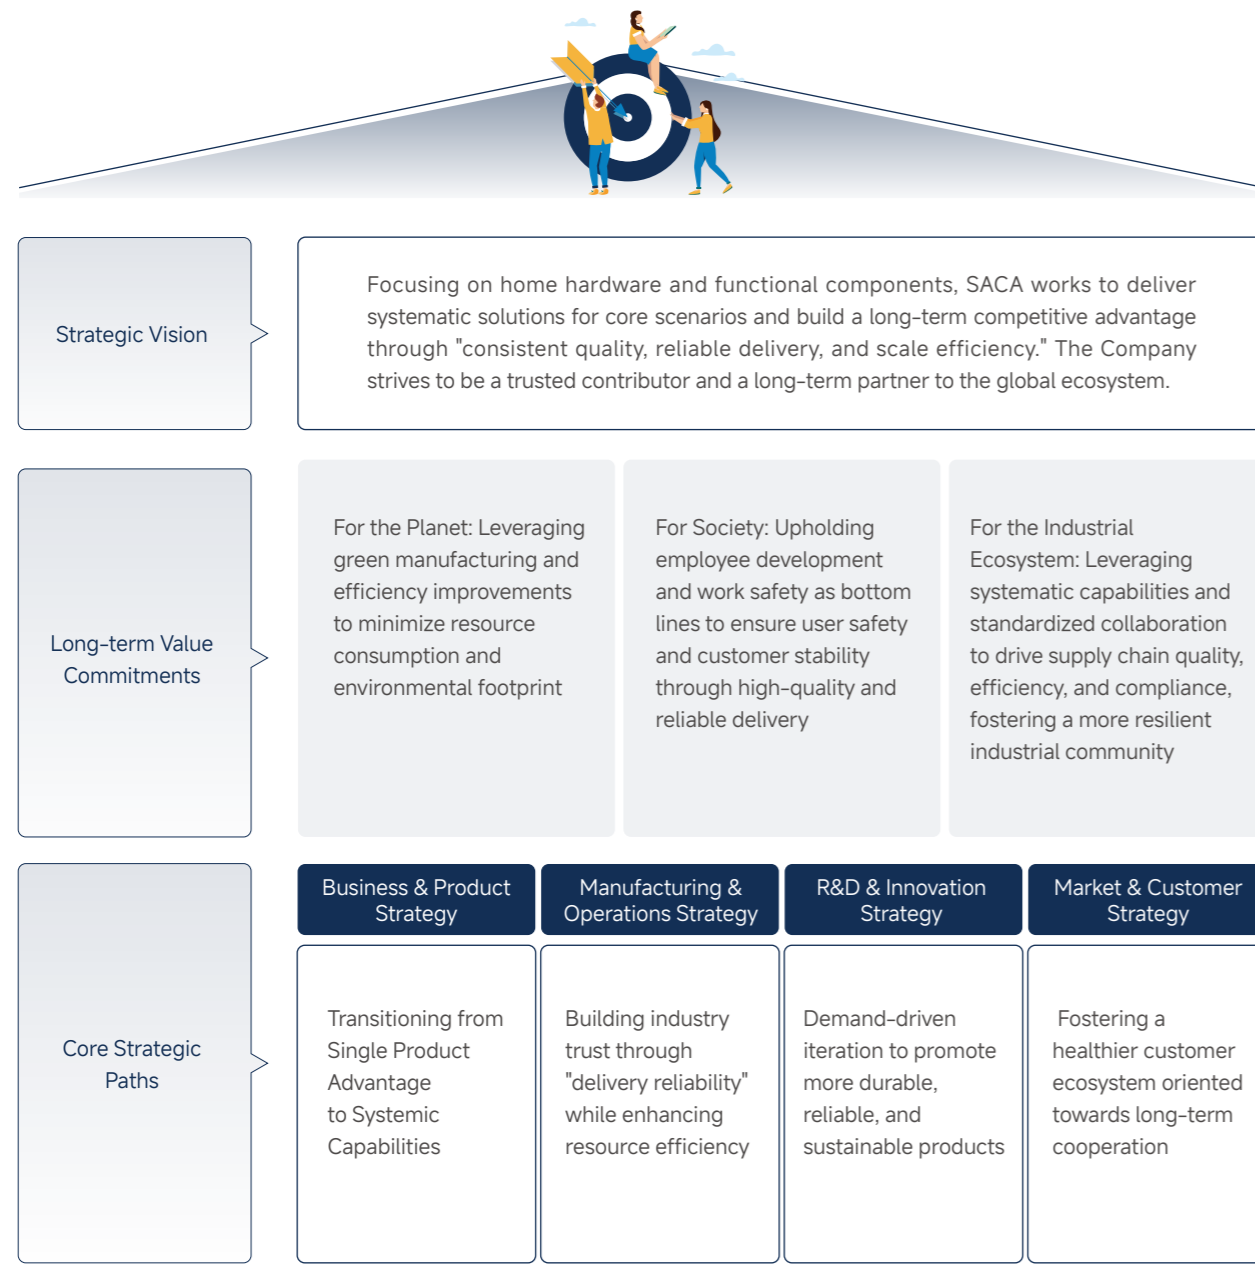 Strategic Vision
Focusing on home hardware and functional components, SACA works to deliver
systematic solutions for core scenarios and build a long-term competitive advantage
through "consistent quality, reliable delivery, and scale efficiency." The Company
strives to be a trusted contributor and a long-term partner to the global ecosystem.
Long-term Value
Commitments
For the Planet: Leveraging
green manufacturing and
efficiency improvements
to minimize resource
consumption and
environmental footprint
For Society: Upholding
employee development
and work safety as bottom
lines to ensure user safety
and customer stability
through high-quality and
reliable delivery
For the Industrial
Ecosystem: Leveraging
systematic capabilities and
standardized collaboration
to drive supply chain quality,
efficiency, and compliance,
fostering a more resilient
industrial community
Core Strategic
Paths
Business & Product
Strategy
Transitioning from
Single Product
Advantage
to Systemic
Capabilities
Manufacturing &
Operations Strategy
Building industry
trust through
"delivery reliability"
while enhancing
resource efficiency
R&D & Innovation
Strategy
Demand-driven
iteration to promote
more durable,
reliable, and
sustainable products
Market & Customer
Strategy
Fostering a
healthier customer
ecosystem oriented
towards long-term
cooperation